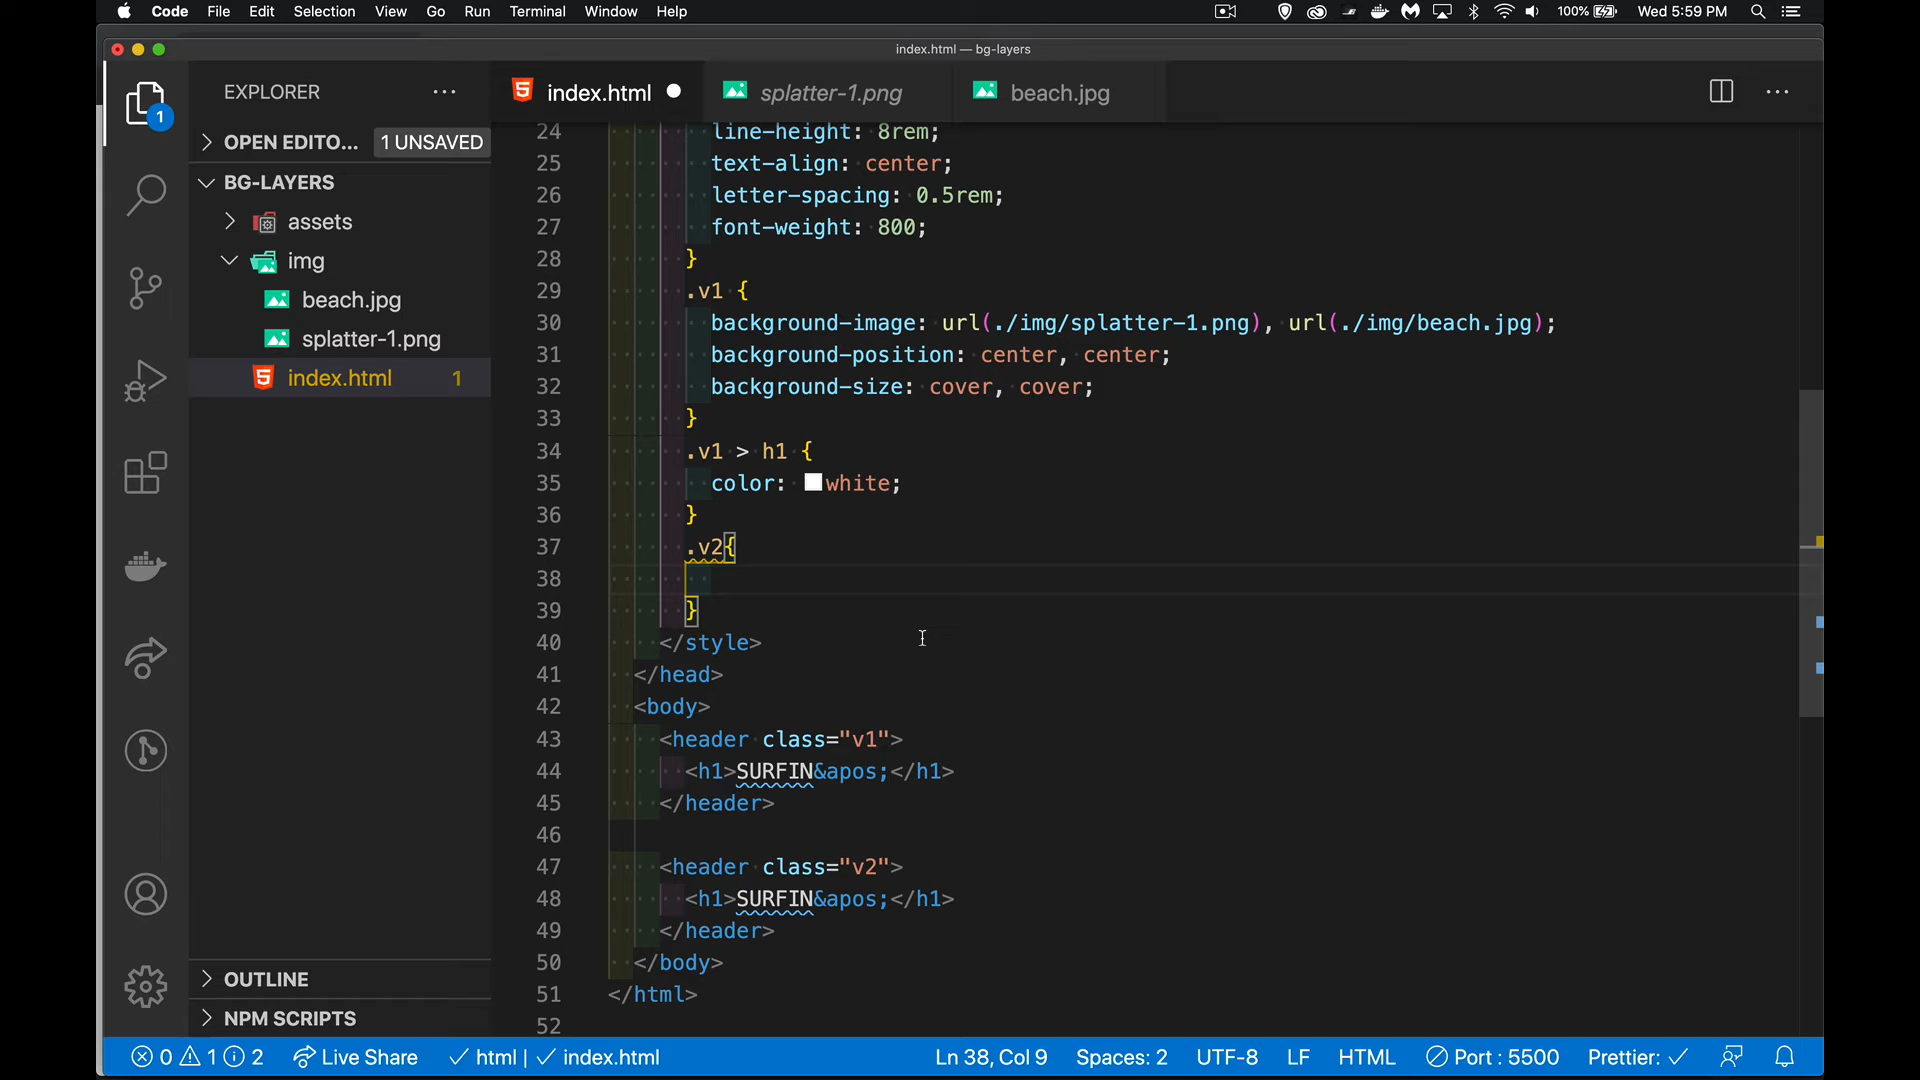 Code File Edit Selection View Go Run Terminal Window Help 100% Wed 5:59 PM
index.html — bg-layers
EXPLORER
index.html splatter-1.png beach.jpg
1
OPEN EDITO... 1 UNSAVED
BG-LAYERS
assets
img
beach.jpg
splatter-1.png
index.html 1
OUTLINE
NPM SCRIPTS
24 line-height: 8rem;
25 text-align: center;
26 letter-spacing: 0.5rem;
27 font-weight: 800;
28 }
29 .v1 {
30 background-image: url(./img/splatter-1.png), url(./img/beach.jpg);
31 background-position: center, center;
32 background-size: cover, cover;
33 }
34 .v1 > h1 {
35 color: white;
36 }
37 .v2{
38
39 }
40 </style>
41 </head>
42 <body>
43 <header class="v1">
44 <h1>SURFIN&apos;</h1>
45 </header>
46
47 <header class="v2">
48 <h1>SURFIN&apos;</h1>
49 </header>
50 </body>
51 </html>
52
0 1 2 Live Share html | index.html Ln 38, Col 9 Spaces: 2 UTF-8 LF HTML Port : 5500 Prettier: